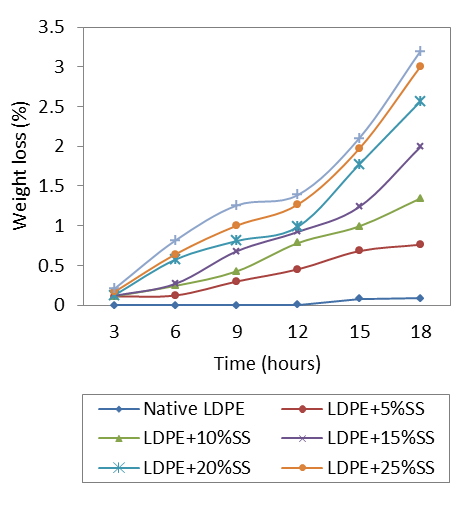 3.5
3
2.5
2
1.5
1
0.5
0
Weight loss (%)
3 6 9 12 15 18
Time (hours)
Native LDPE LDPE+5%SS
LDPE+10%SS LDPE+15%SS
LDPE+20%SS LDPE+25%SS